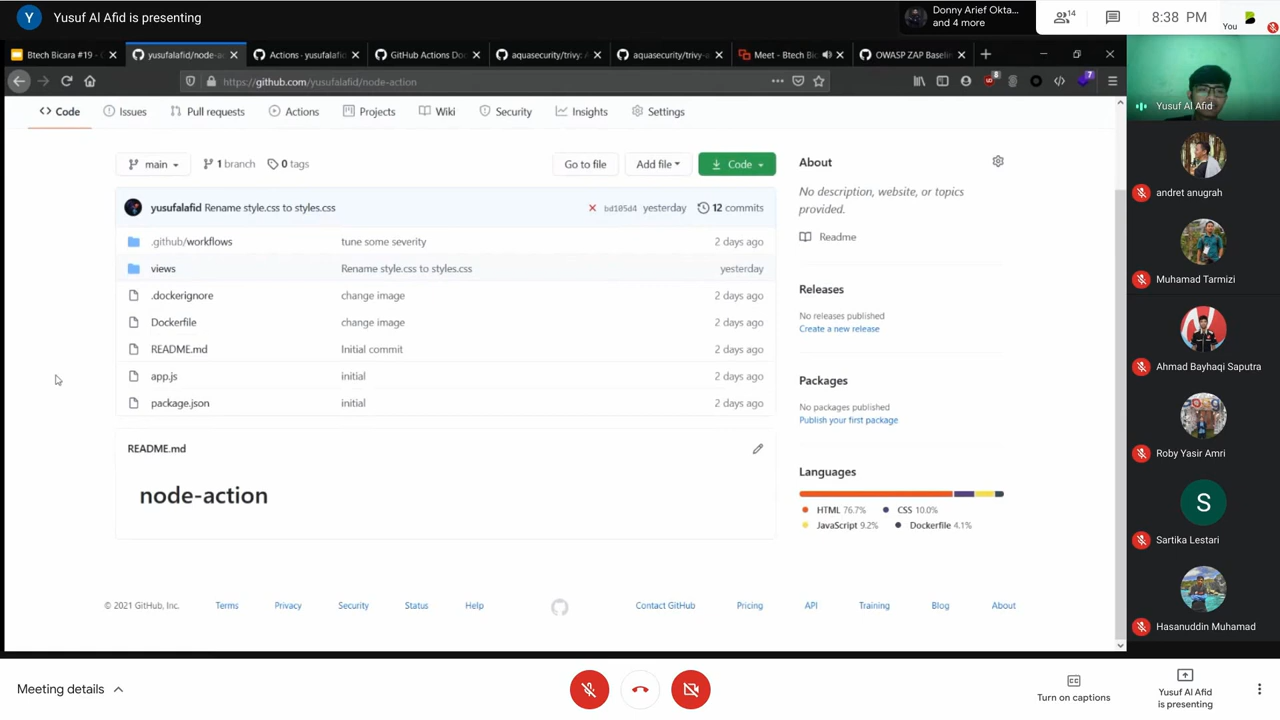 Y Yusuf Al Afid is presenting
Donny Arief Okta...
and 4 more
14
8:38 PM
You
Btech Bicara #19 -
yusufalafid/node-a
Actions · yusufalafid
GitHub Actions Do
aquasecurity/trivy:
aquasecurity/trivy-a
Meet - Btech Bic
OWASP ZAP Baselin
https://github.com/yusufalafid/node-action
8
7
Code Issues Pull requests Actions Projects Wiki Security Insights Settings
main 1 branch 0 tags Go to file Add file Code
yusufalafid Rename style.css to styles.css bd105d4 yesterday 12 commits
.github/workflows tune some severity 2 days ago
views Rename style.css to styles.css yesterday
.dockerignore change image 2 days ago
Dockerfile change image 2 days ago
README.md Initial commit 2 days ago
app.js initial 2 days ago
package.json initial 2 days ago
README.md
node-action
About
No description, website, or topics
provided.
Readme
Releases
No releases published
Create a new release
Packages
No packages published
Publish your first package
Languages
HTML 76.7% CSS 10.0%
JavaScript 9.2% Dockerfile 4.1%
© 2021 GitHub, Inc. Terms Privacy Security Status Help Contact GitHub Pricing API Training Blog About
Yusuf Al Afid
andret anugrah
Muhamad Tarmizi
Ahmad Bayhaqi Saputra
Roby Yasir Amri
S
Sartika Lestari
Hasanuddin Muhamad
Meeting details
Turn on captions
Yusuf Al Afid
is presenting